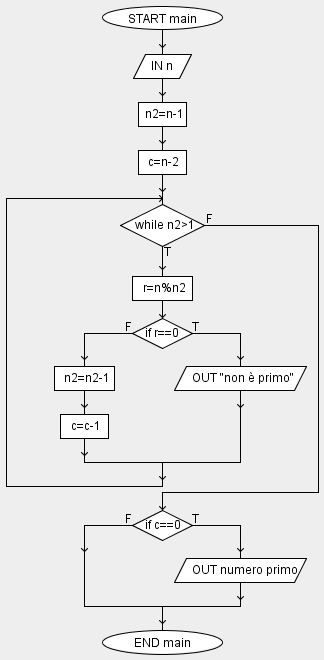 START main
IN n
n2=n-1
c=n-2
while n2>1
F
T
r=n%n2
F
if r==0
T
n2=n2-1
OUT "non è primo"
c=c-1
F
if c==0
T
OUT numero primo
END main